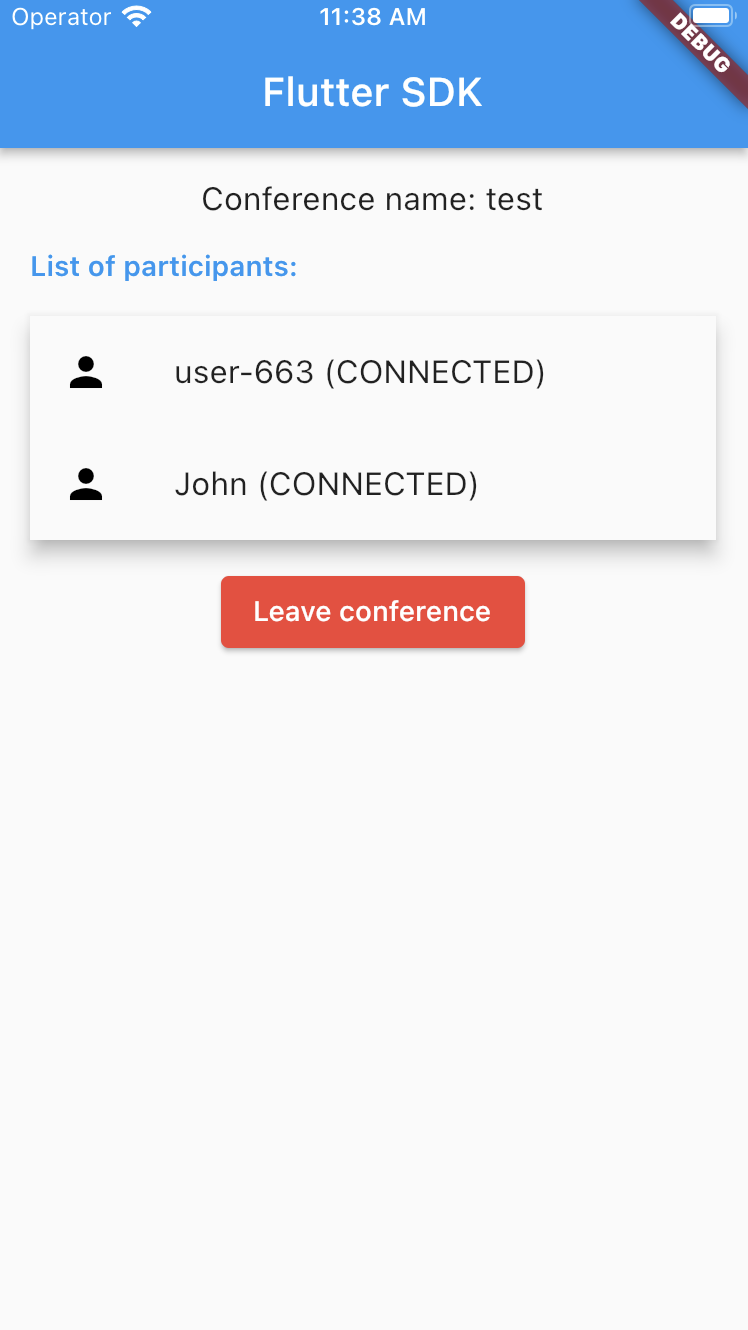 Operator 11:38 AM
DEBUG
Flutter SDK
Conference name: test
List of participants:
user-663 (CONNECTED)
John (CONNECTED)
Leave conference